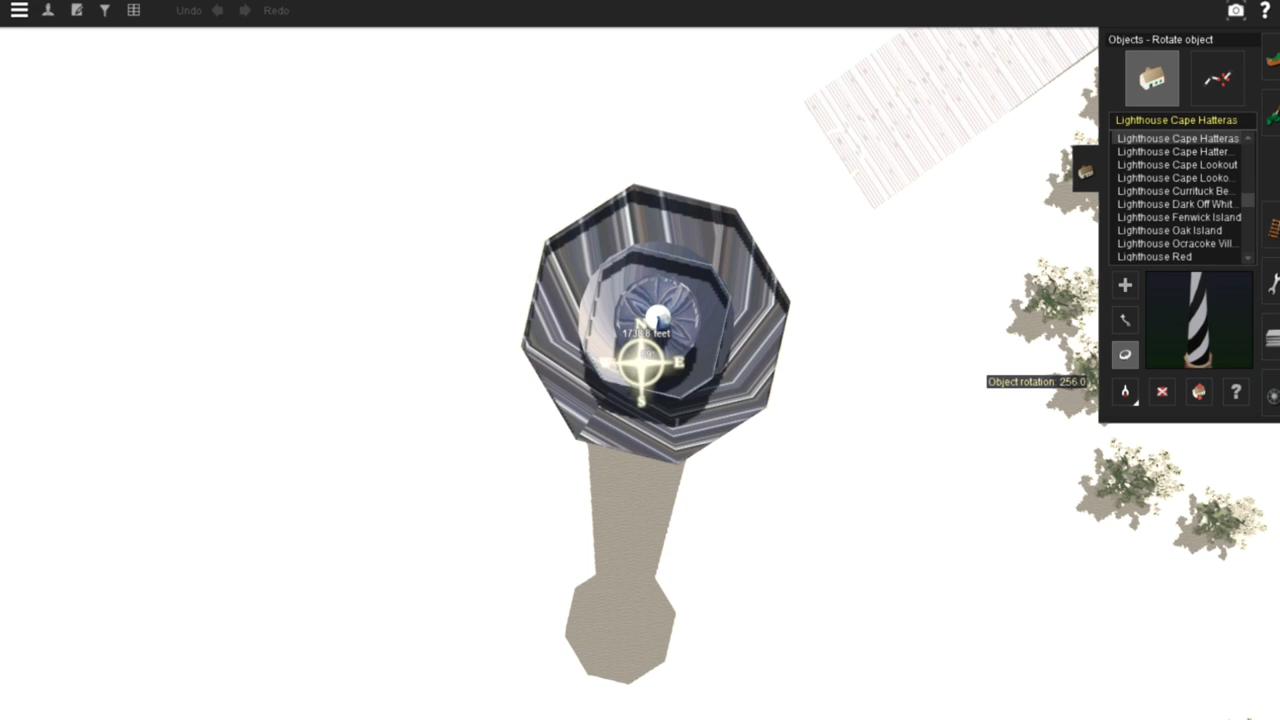 Undo
Redo
?
Objects - Rotate object
Lighthouse Cape Hatteras
Lighthouse Cape Hatteras
Lighthouse Cape Hatter...
Lighthouse Cape Lookout
Lighthouse Cape Looko...
Lighthouse Currituck Be...
Lighthouse Dark Off Whit...
Lighthouse Fenwick Island
Lighthouse Oak Island
Lighthouse Ocracoke Vill...
Lighthouse Red
N
E
S
Object rotation: 256.0
?